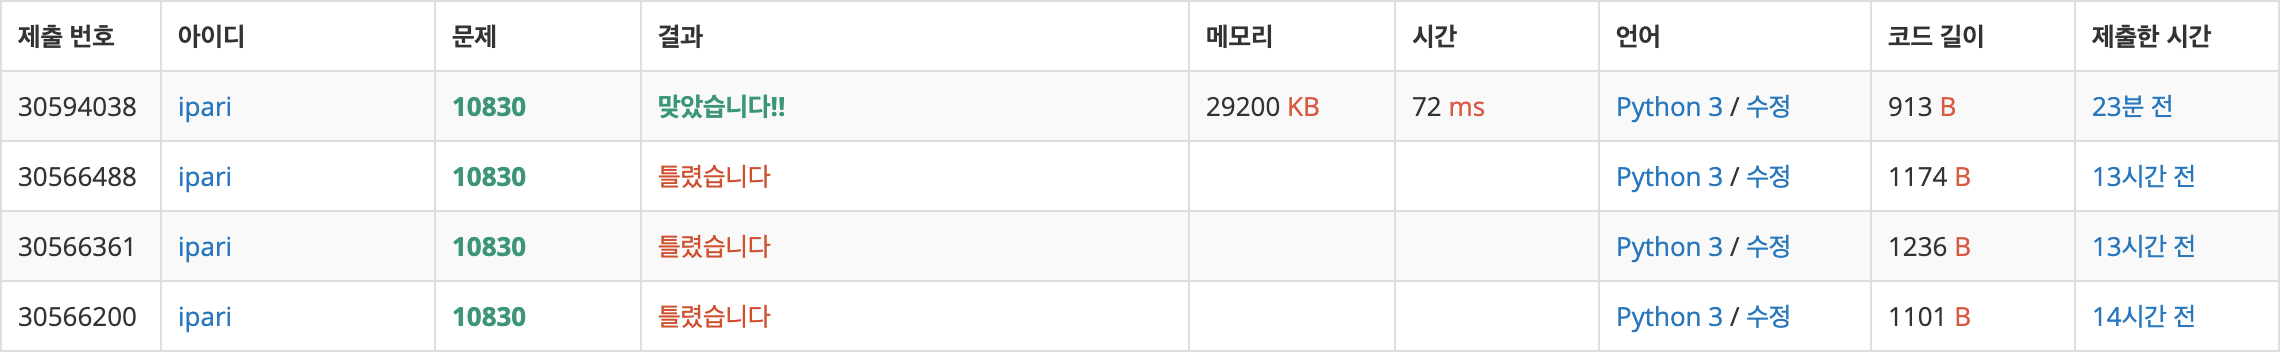 제출 번호 아이디 문제 결과 메모리 시간 언어 코드 길이 제출한 시간
30594038 ipari 10830 맞았습니다!! 29200 KB 72 ms Python 3 / 수정 913 B 23분 전
30566488 ipari 10830 틀렸습니다 Python 3 / 수정 1174 B 13시간 전
30566361 ipari 10830 틀렸습니다 Python 3 / 수정 1236 B 13시간 전
30566200 ipari 10830 틀렸습니다 Python 3 / 수정 1101 B 14시간 전